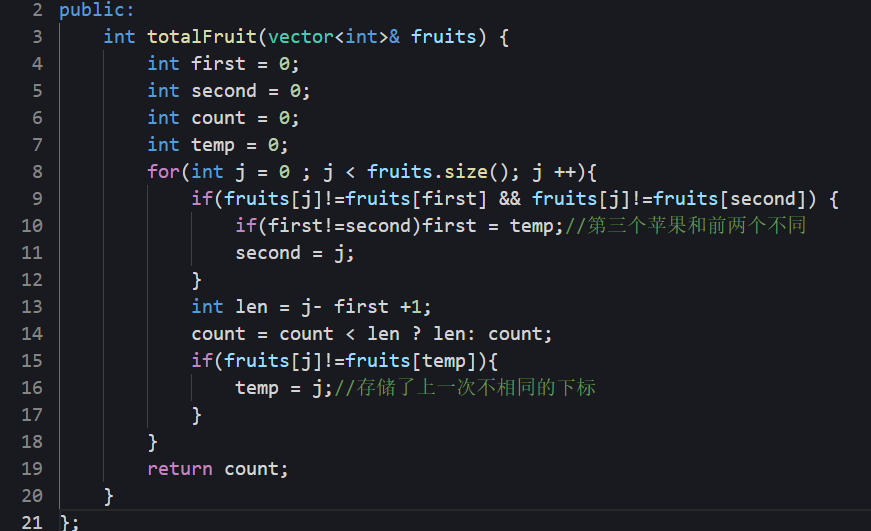 2 public:
3     int totalFruit(vector<int>& fruits) {
4         int first = 0;
5         int second = 0;
6         int count = 0;
7         int temp = 0;
8         for(int j = 0 ; j < fruits.size(); j ++){
9             if(fruits[j]!=fruits[first] && fruits[j]!=fruits[second]) {
10                 if(first!=second)first = temp;//第三个苹果和前两个不同
11                 second = j;
12             }
13             int len = j- first +1;
14             count = count < len ? len: count;
15             if(fruits[j]!=fruits[temp]){
16                 temp = j;//存储了上一次不相同的下标
17             }
18         }
19         return count;
20     }
21 };